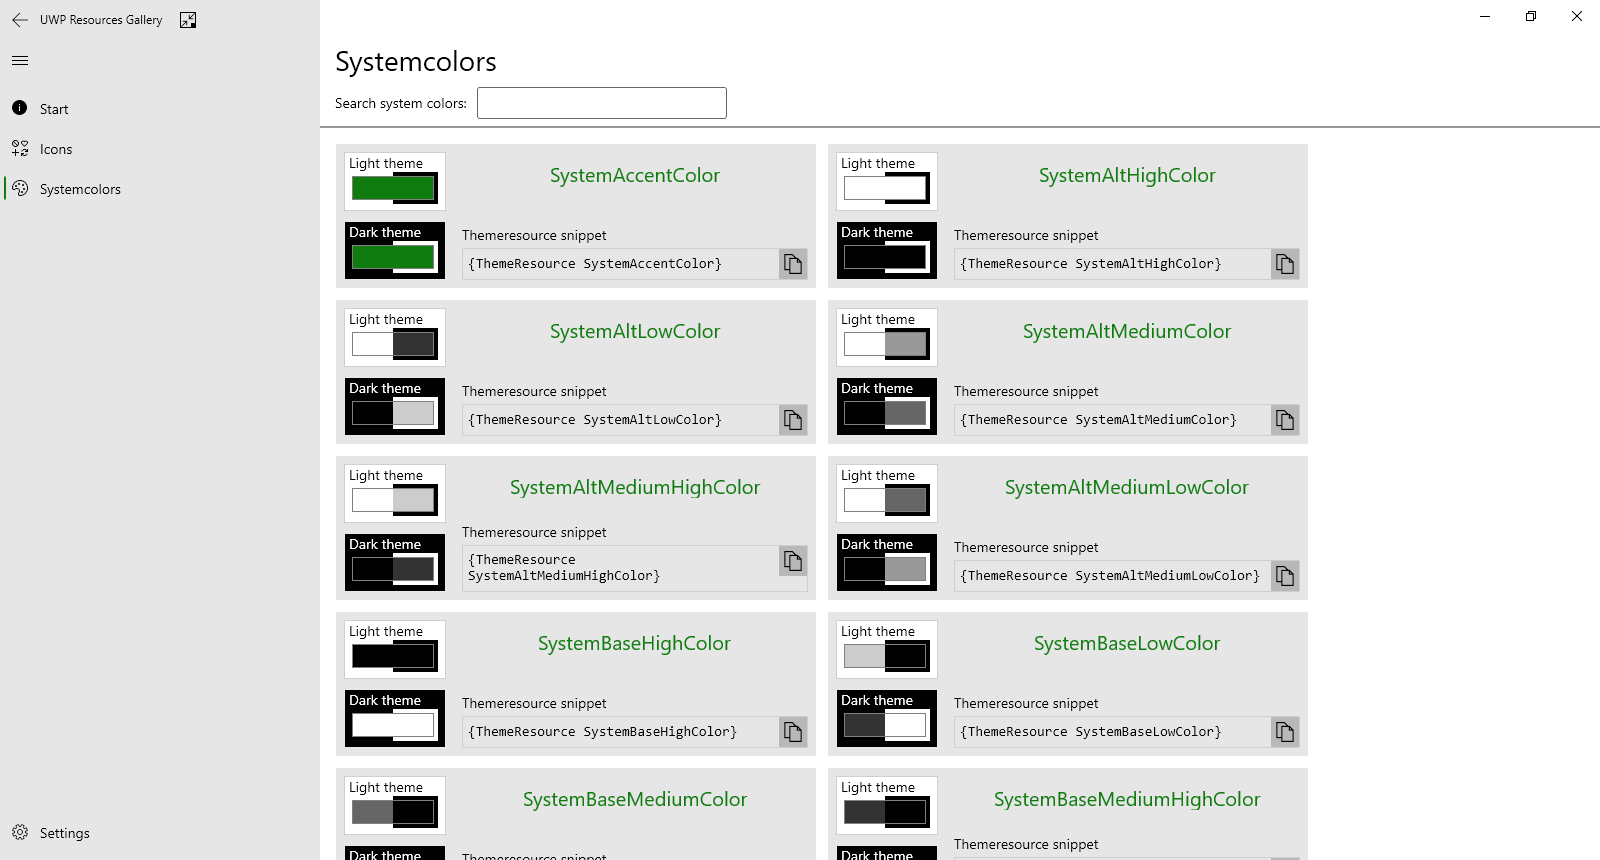 UWP Resources Gallery
Start
Icons
Systemcolors
Settings
Systemcolors
Search system colors:
Light theme
SystemAccentColor
Dark theme
Themeresource snippet
{ThemeResource SystemAccentColor}
Light theme
SystemAltHighColor
Dark theme
Themeresource snippet
{ThemeResource SystemAltHighColor}
Light theme
SystemAltLowColor
Dark theme
Themeresource snippet
{ThemeResource SystemAltLowColor}
Light theme
SystemAltMediumColor
Dark theme
Themeresource snippet
{ThemeResource SystemAltMediumColor}
Light theme
SystemAltMediumHighColor
Dark theme
Themeresource snippet
{ThemeResource
SystemAltMediumHighColor}
Light theme
SystemAltMediumLowColor
Dark theme
Themeresource snippet
{ThemeResource SystemAltMediumLowColor}
Light theme
SystemBaseHighColor
Dark theme
Themeresource snippet
{ThemeResource SystemBaseHighColor}
Light theme
SystemBaseLowColor
Dark theme
Themeresource snippet
{ThemeResource SystemBaseLowColor}
Light theme
SystemBaseMediumColor
Dark theme
Themeresource snippet
Light theme
SystemBaseMediumHighColor
Dark theme
Themeresource snippet